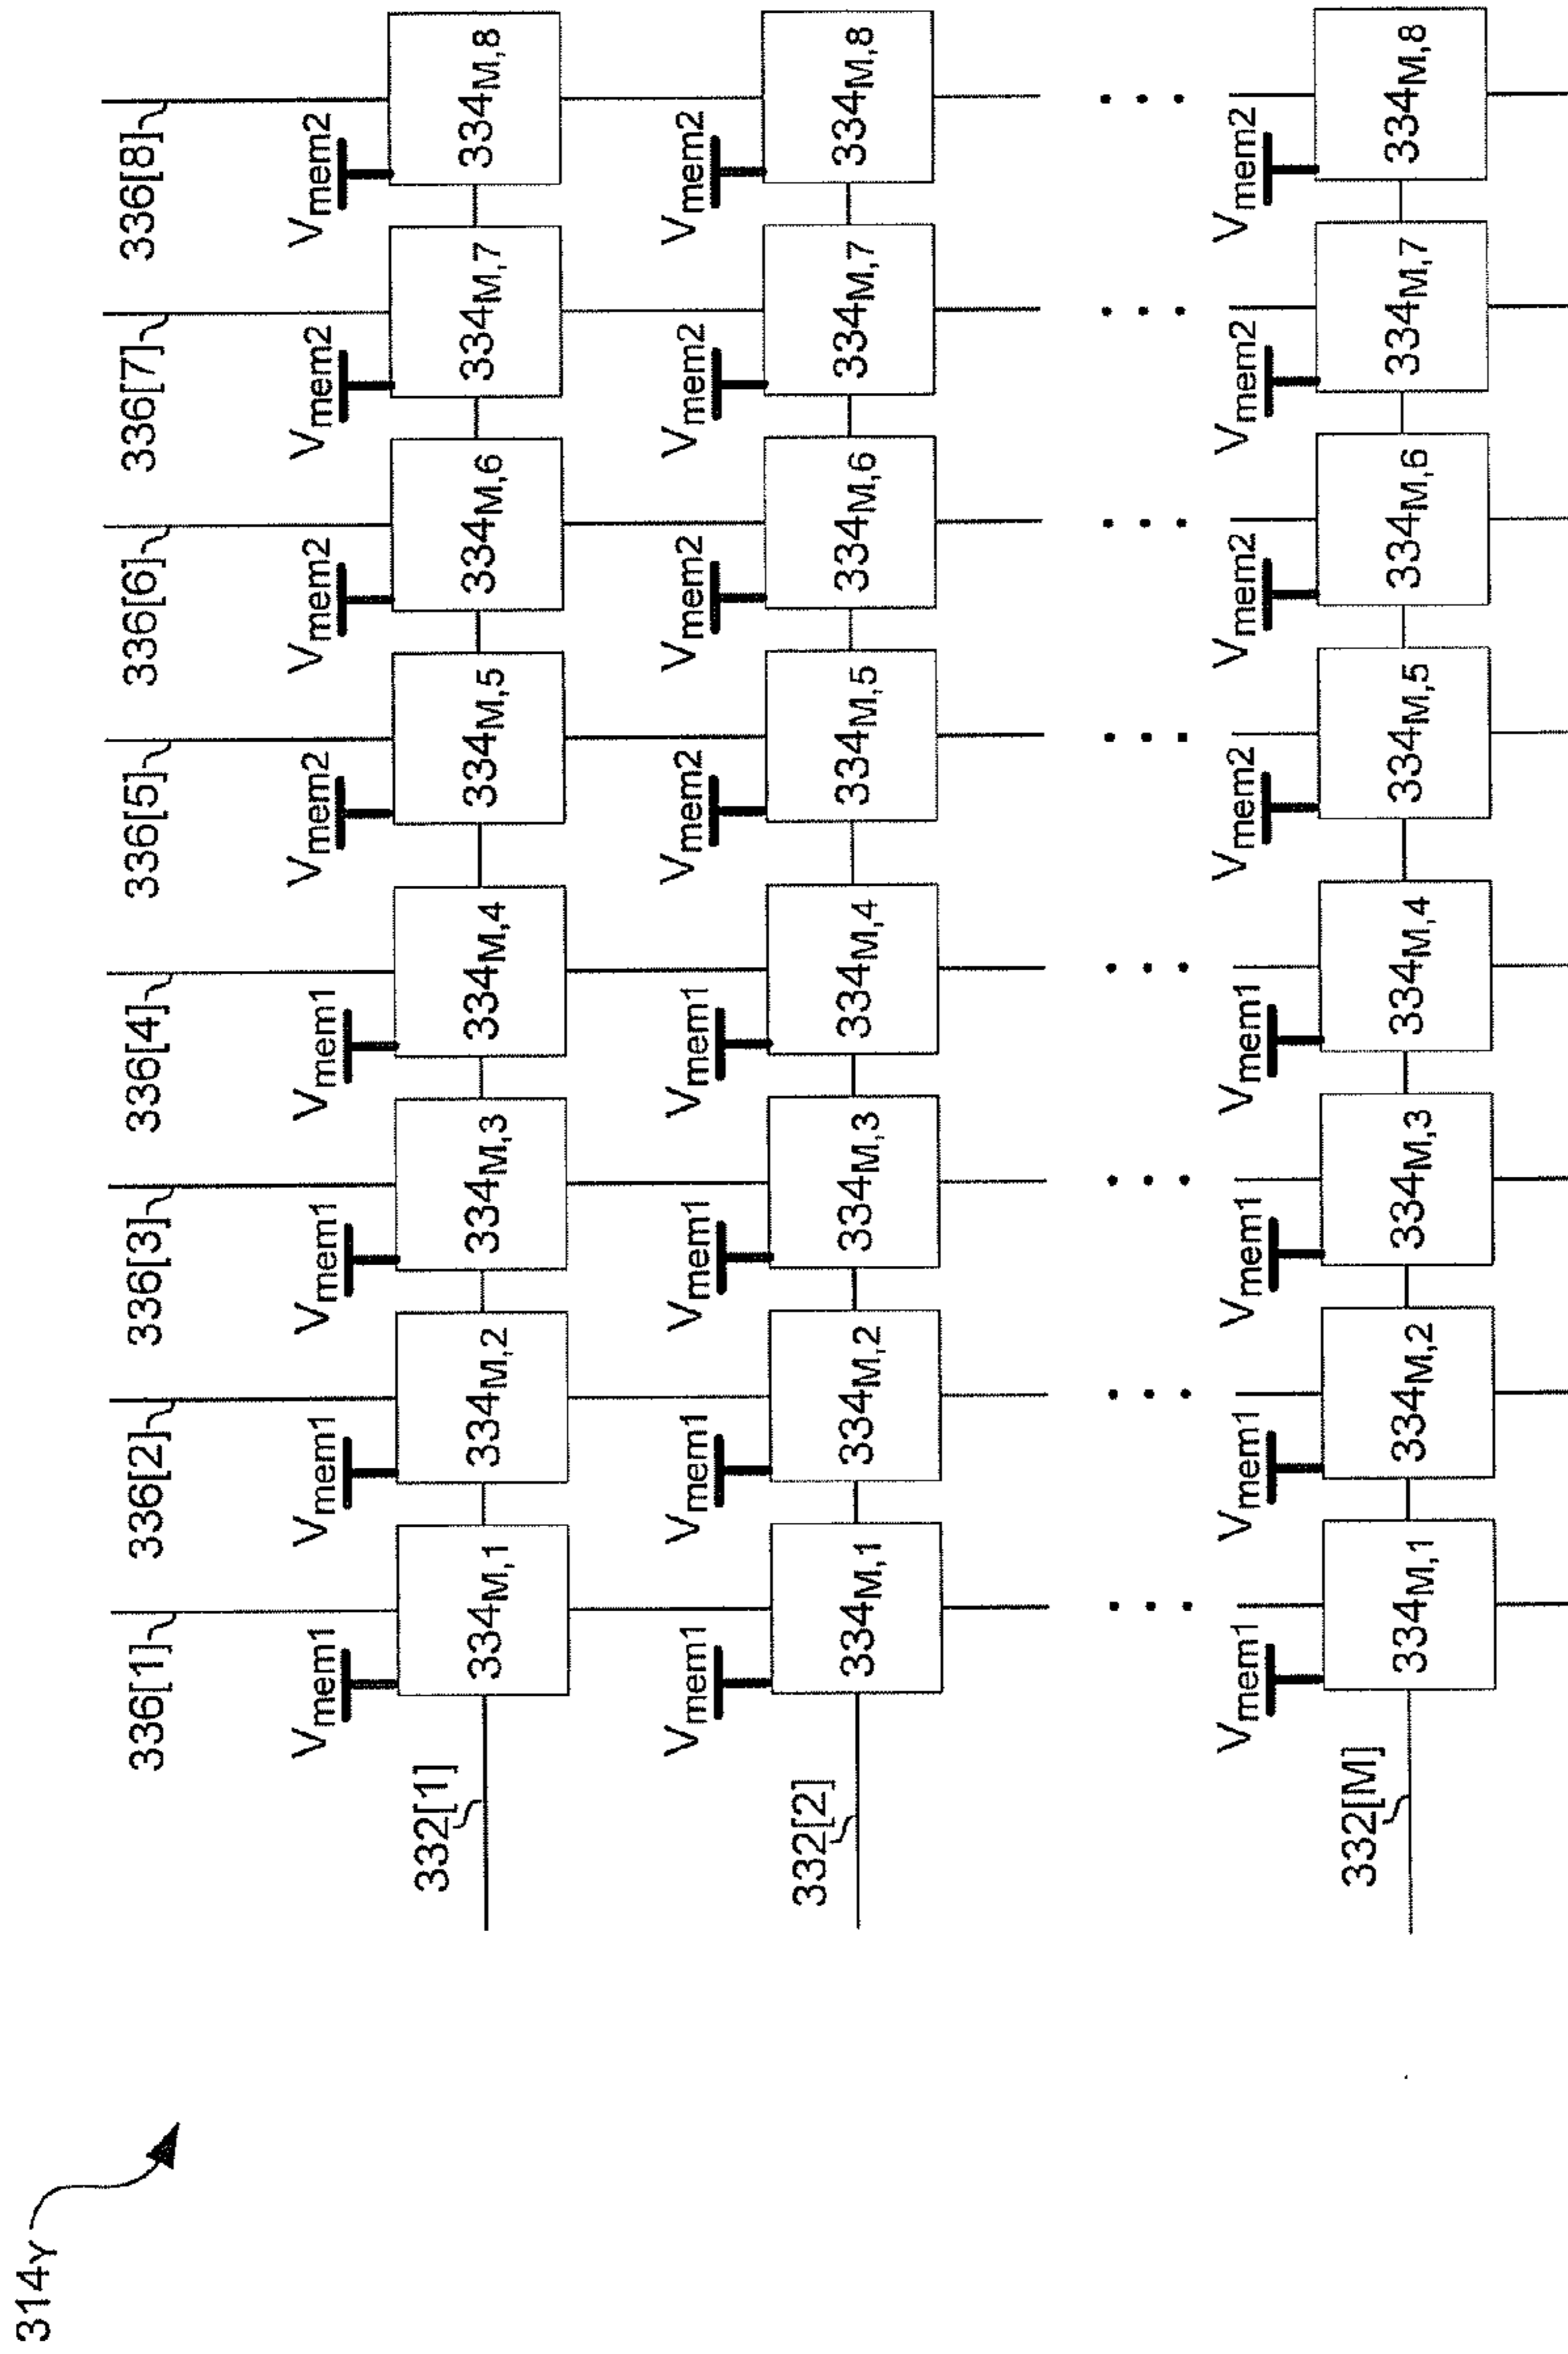 314Y
336[1] 336[2] 336[3] 336[4] 336[5] 336[6] 336[7] 336[8]
Vmem1 Vmem1 Vmem1 Vmem1 Vmem2 Vmem2 Vmem2 Vmem2
332[1] 334M,1 334M,2 334M,3 334M,4 334M,5 334M,6 334M,7 334M,8
Vmem1 Vmem1 Vmem1 Vmem1 Vmem2 Vmem2 Vmem2 Vmem2
332[2] 334M,1 334M,2 334M,3 334M,4 334M,5 334M,6 334M,7 334M,8
Vmem1 Vmem1 Vmem1 Vmem1 Vmem2 Vmem2 Vmem2 Vmem2
332[M] 334M,1 334M,2 334M,3 334M,4 334M,5 334M,6 334M,7 334M,8